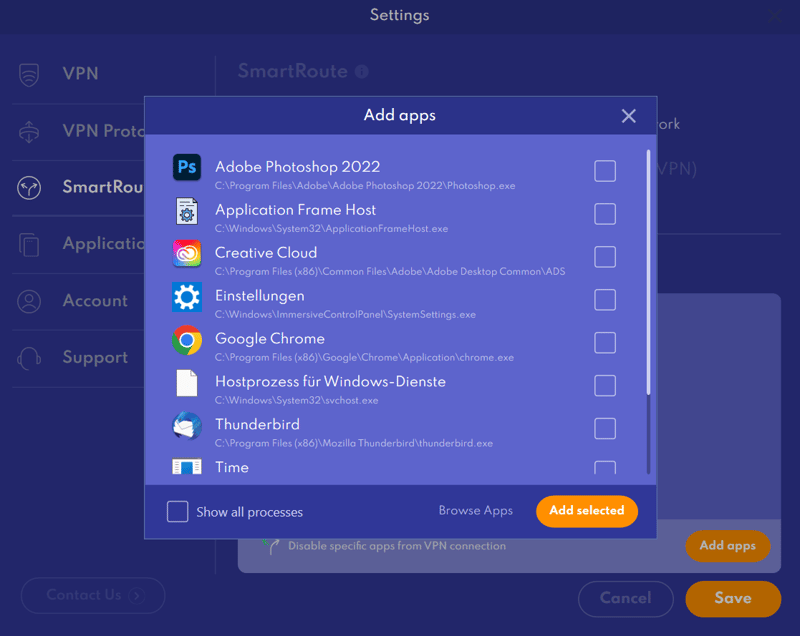 Settings
VPN
SmartRoute
VPN Proto
ork
SmartRou
VPN)
Applicatio
Account
Support
Add apps
Ps
Adobe Photoshop 2022
C:\Program Files\Adobe\Adobe Photoshop 2022\Photoshop.exe
Application Frame Host
C:\Windows\System32\ApplicationFrameHost.exe
Creative Cloud
C:\Program Files (x86)\Common Files\Adobe\Adobe Desktop Common\ADS
Einstellungen
C:\Windows\ImmersiveControlPanel\SystemSettings.exe
Google Chrome
C:\Program Files (x86)\Google\Chrome\Application\chrome.exe
Hostprozess für Windows-Dienste
C:\Windows\System32\svchost.exe
Thunderbird
C:\Program Files (x86)\Mozilla Thunderbird\thunderbird.exe
Time
Show all processes
Browse Apps
Add selected
Disable specific apps from VPN connection
Add apps
Contact Us
Cancel
Save